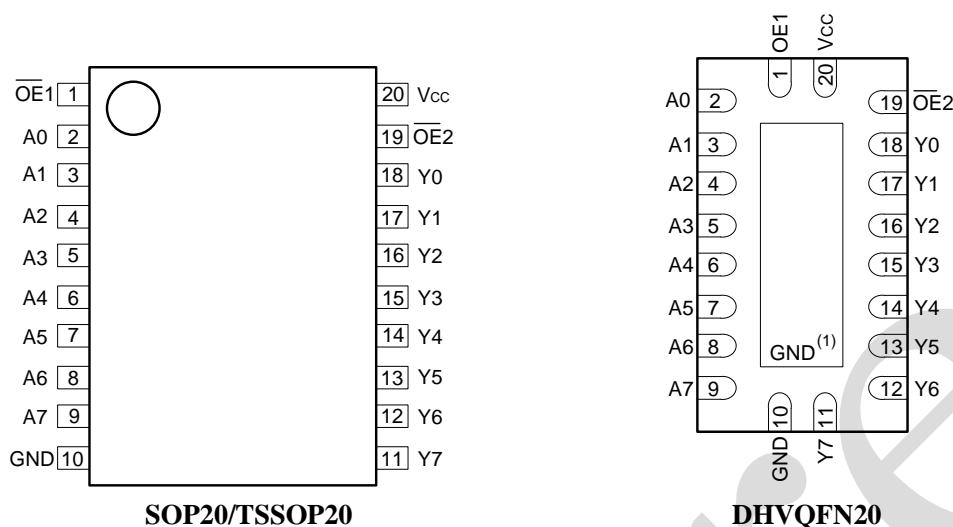 OE1 1
A0 2
A1 3
A2 4
A3 5
A4 6
A5 7
A6 8
A7 9
GND 10
20 Vcc
19 OE2
18 Y0
17 Y1
16 Y2
15 Y3
14 Y4
13 Y5
12 Y6
11 Y7
SOP20/TSSOP20
OE1 1
Vcc 20
A0 2
A1 3
A2 4
A3 5
A4 6
A5 7
A6 8
A7 9
19 OE2
18 Y0
17 Y1
16 Y2
15 Y3
14 Y4
13 Y5
12 Y6
GND(1)
GND 10
Y7 11
DHVQFN20